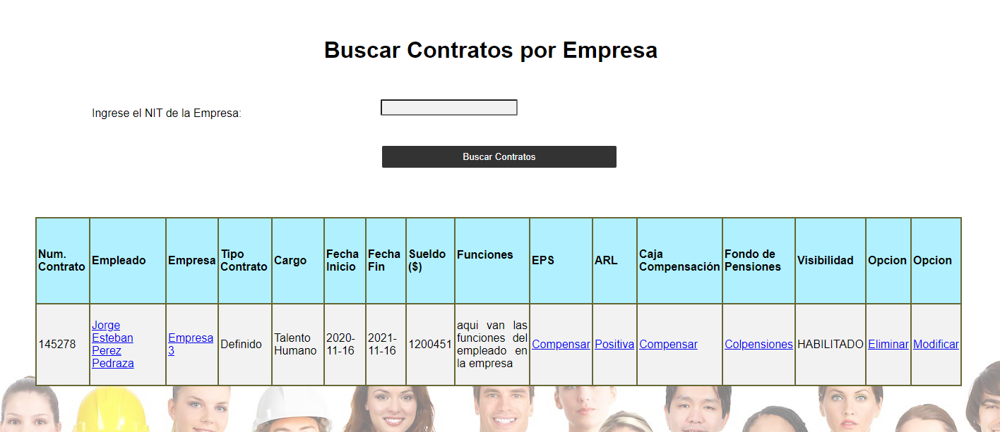 Buscar Contratos por Empresa
Ingrese el NIT de la Empresa:
Buscar Contratos
Num. Contrato Empleado Empresa Tipo Contrato Cargo Fecha Inicio Fecha Fin Sueldo ($) Funciones EPS ARL Caja Compensación Fondo de Pensiones Visibilidad Opcion Opcion
145278 Jorge Esteban Perez Pedraza Empresa 3 Definido Talento Humano 2020-11-16 2021-11-16 1200451 aqui van las funciones del empleado en la empresa Compensar Positiva Compensar Colpensiones HABILITADO Eliminar Modificar